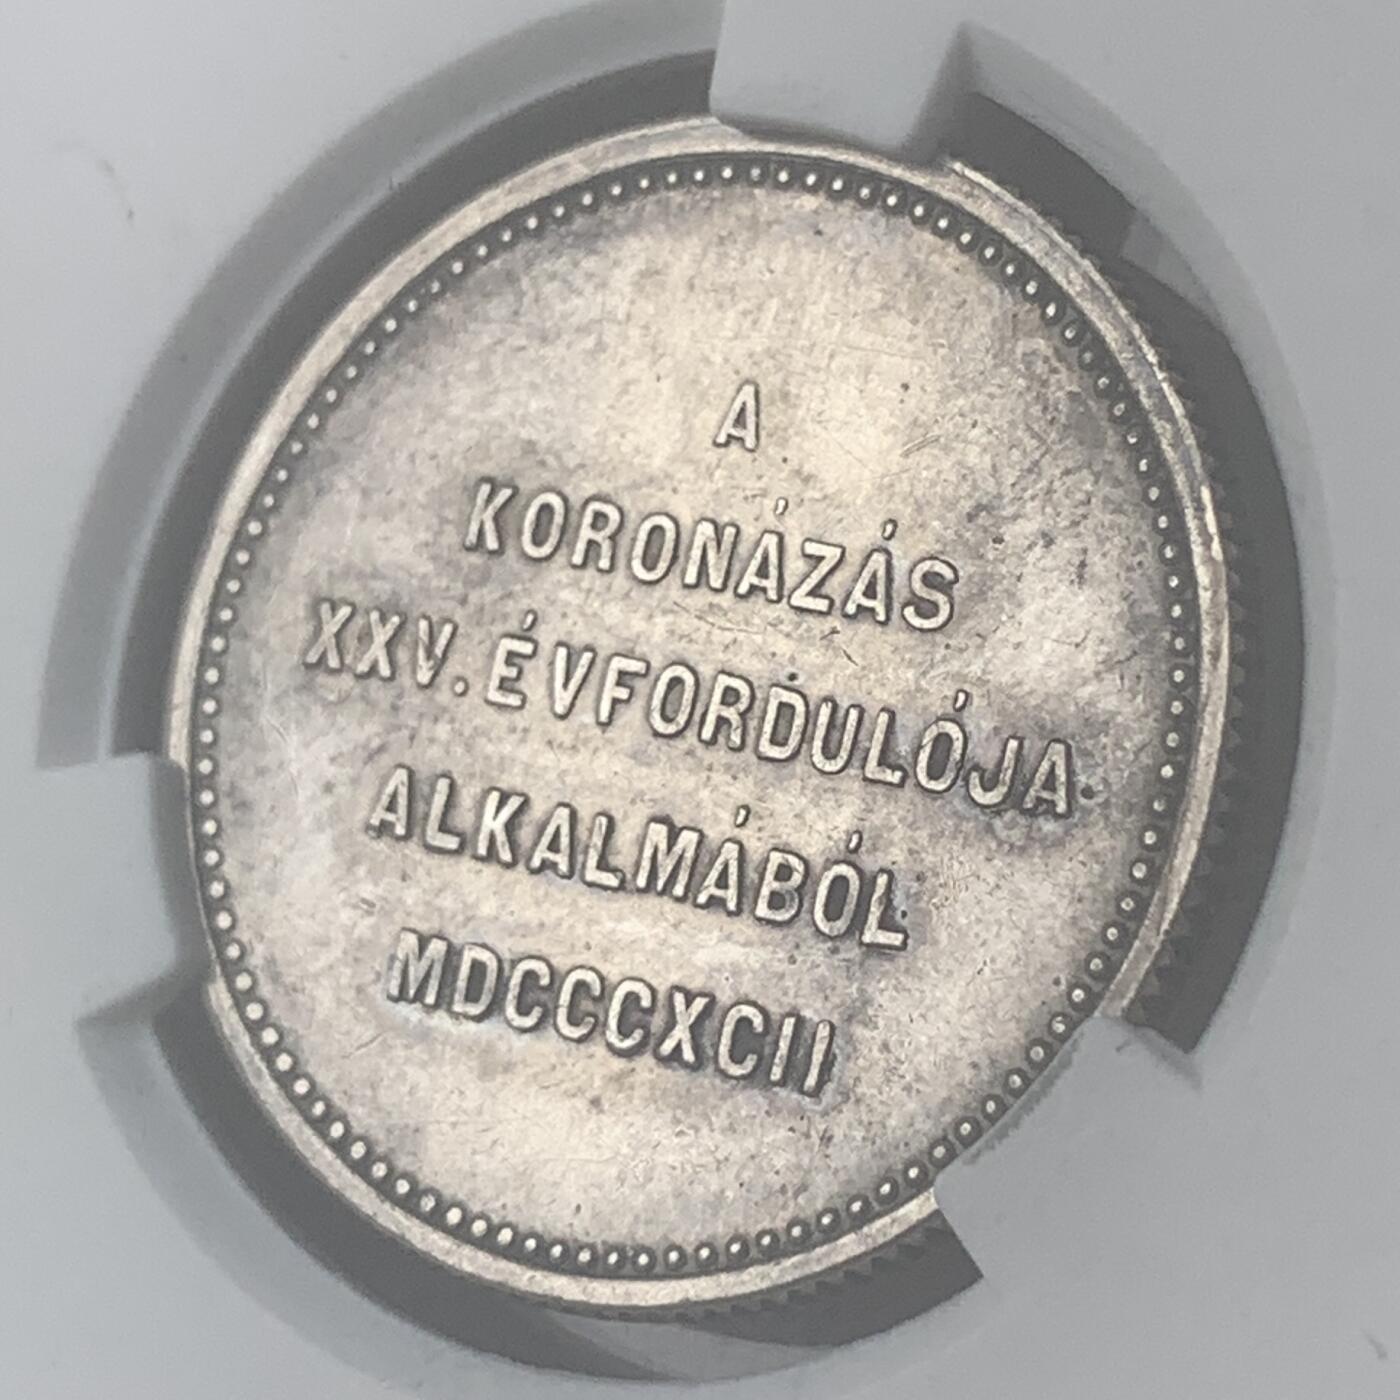 A
KORONÁZÁS
XXV. ÉVFORDULÓJA
ALKALMÁBÓL
MDCCCXCII